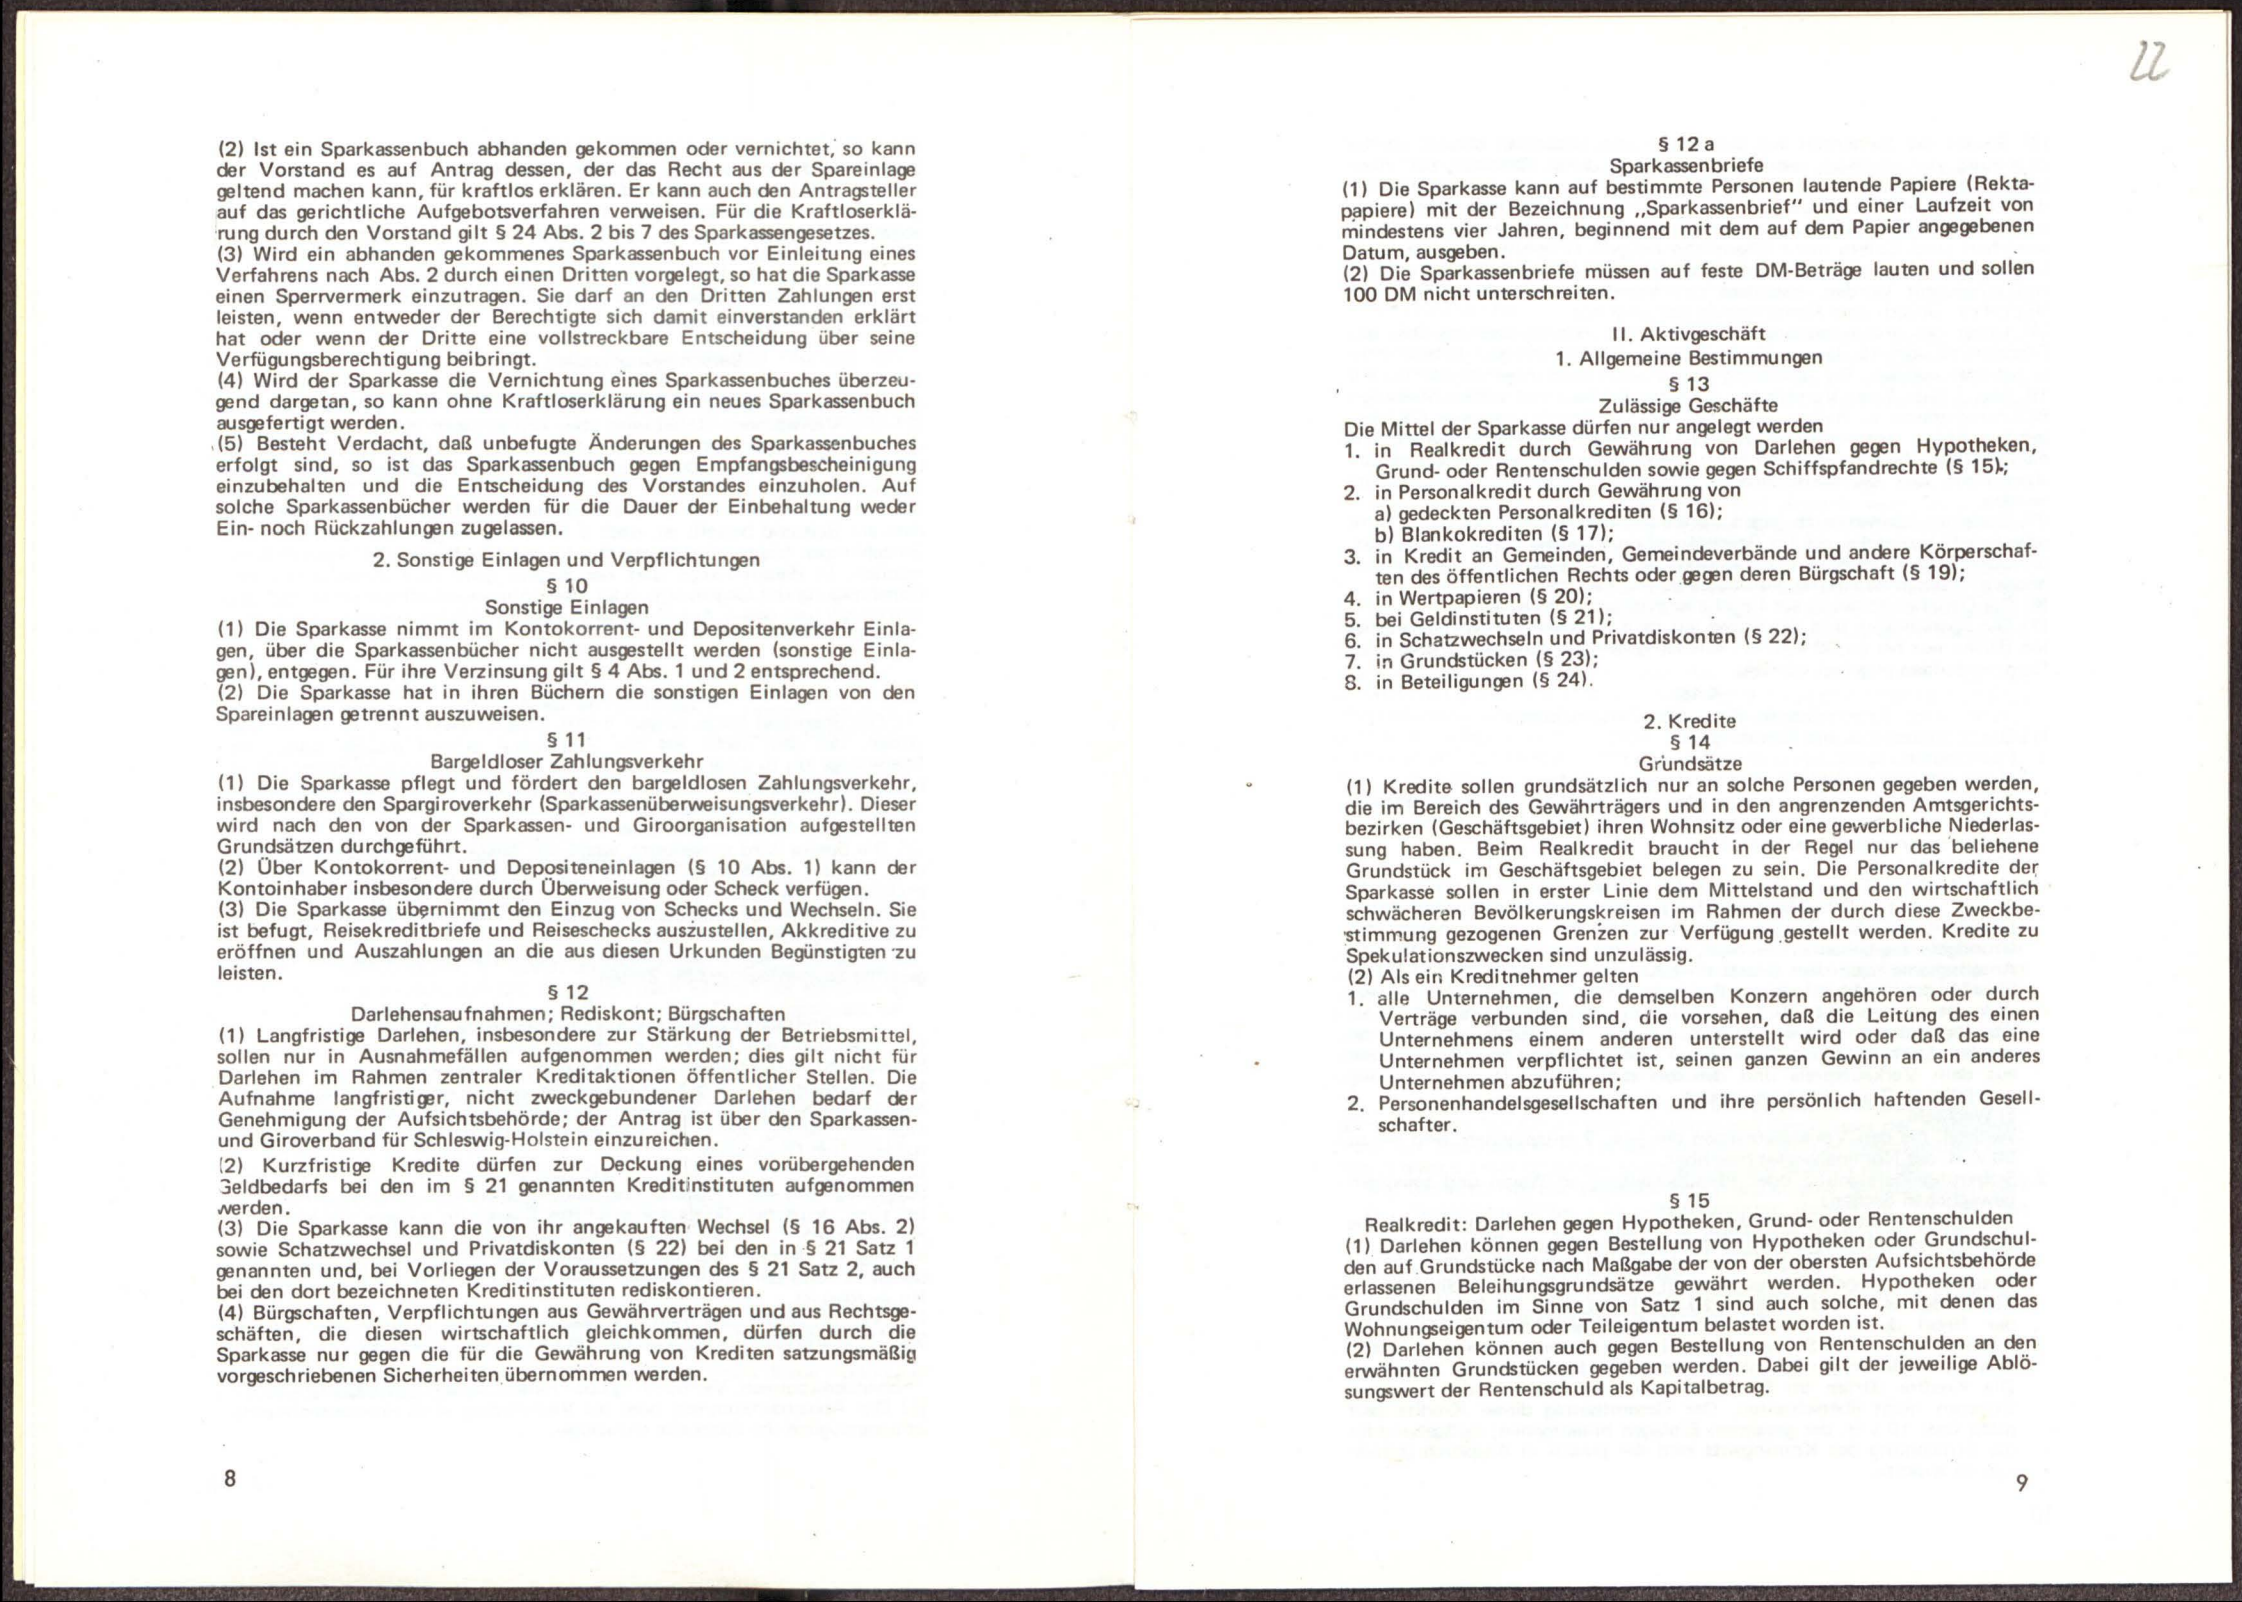 (2) Ist ein Sparkassenbuch abhanden gekommen oder vernichtet, so kann
der Vorstand es auf Antrag dessen, der das Recht aus der Spareinlage
geltend machen kann, für kraftlos erklären. Er kann auch den Antragsteller
auf das gerichtliche Aufgebotsverfahren verweisen. Für die Kraftloserklä-
rung durch den Vorstand gilt § 24 Abs. 2 bis 7 des Sparkassengesetzes.
(3) Wird ein abhanden gekommenes Sparkassenbuch vor Einleitung eines
Verfahrens nach Abs. 2 durch einen Dritten vorgelegt, so hat die Sparkasse
einen Sperrvermerk einzutragen. Sie darf an den Dritten Zahlungen erst
leisten, wenn entweder der Berechtigte sich damit einverstanden erklärt
hat oder wenn der Dritte eine vollstreckbare Entscheidung über seine
Verfügungsberechtigung beibringt.
(4) Wird der Sparkasse die Vernichtung eines Sparkassenbuches überzeu-
gend dargetan, so kann ohne Kraftloserklärung ein neues Sparkassenbuch
ausgefertigt werden.
(5) Besteht Verdacht, daß unbefugte Änderungen des Sparkassenbuches
erfolgt sind, so ist das Sparkassenbuch gegen Empfangsbescheinigung
einzubehalten und die Entscheidung des Vorstandes einzuholen. Auf
solche Sparkassenbücher werden für die Dauer der Einbehaltung weder
Ein- noch Rückzahlungen zugelassen.
2. Sonstige Einlagen und Verpflichtungen
§ 10
Sonstige Einlagen
(1) Die Sparkasse nimmt im Kontokorrent- und Depositenverkehr Einla-
gen, über die Sparkassenbücher nicht ausgestellt werden (sonstige Einla-
gen), entgegen. Für ihre Verzinsung gilt § 4 Abs. 1 und 2 entsprechend.
(2) Die Sparkasse hat in ihren Büchern die sonstigen Einlagen von den
Spareinlagen getrennt auszuweisen.
§ 11
Bargeldloser Zahlungsverkehr
(1) Die Sparkasse pflegt und fördert den bargeldlosen Zahlungsverkehr,
insbesondere den Spargiroverkehr (Sparkassenüberweisungsverkehr). Dieser
wird nach den von der Sparkassen- und Giroorganisation aufgestellten
Grundsätzen durchgeführt.
(2) Über Kontokorrent- und Depositeneinlagen (§ 10 Abs. 1) kann der
Kontoinhaber insbesondere durch Überweisung oder Scheck verfügen.
(3) Die Sparkasse übernimmt den Einzug von Schecks und Wechseln. Sie
ist befugt, Reisekreditbriefe und Reiseschecks auszustellen, Akkreditive zu
eröffnen und Auszahlungen an die aus diesen Urkunden Begünstigten zu
leisten.
§ 12
Darlehensaufnahmen; Rediskont; Bürgschaften
(1) Langfristige Darlehen, insbesondere zur Stärkung der Betriebsmittel,
sollen nur in Ausnahmefällen aufgenommen werden; dies gilt nicht für
Darlehen im Rahmen zentraler Kreditaktionen öffentlicher Stellen. Die
Aufnahme langfristiger, nicht zweckgebundener Darlehen bedarf der
Genehmigung der Aufsichtsbehörde; der Antrag ist über den Sparkassen-
und Giroverband für Schleswig-Holstein einzureichen.
(2) Kurzfristige Kredite dürfen zur Deckung eines vorübergehenden
Geldbedarfs bei den im § 21 genannten Kreditinstituten aufgenommen
werden.
(3) Die Sparkasse kann die von ihr angekauften Wechsel (§ 16 Abs. 2)
sowie Schatzwechsel und Privatdiskonten (§ 22) bei den in § 21 Satz 1
genannten und, bei Vorliegen der Voraussetzungen des § 21 Satz 2, auch
bei den dort bezeichneten Kreditinstituten rediskontieren.
(4) Bürgschaften, Verpflichtungen aus Gewährverträgen und aus Rechtsge-
schäften, die diesen wirtschaftlich gleichkommen, dürfen durch die
Sparkasse nur gegen die für die Gewährung von Krediten satzungsmäßig
vorgeschriebenen Sicherheiten übernommen werden.
8
22
§ 12 a
Sparkassenbriefe
(1) Die Sparkasse kann auf bestimmte Personen lautende Papiere (Rekta-
papiere) mit der Bezeichnung „Sparkassenbrief" und einer Laufzeit von
mindestens vier Jahren, beginnend mit dem auf dem Papier angegebenen
Datum, ausgeben.
(2) Die Sparkassenbriefe müssen auf feste DM-Beträge lauten und sollen
100 DM nicht unterschreiten.
II. Aktivgeschäft
1. Allgemeine Bestimmungen
§ 13
Zulässige Geschäfte
Die Mittel der Sparkasse dürfen nur angelegt werden
1. in Realkredit durch Gewährung von Darlehen gegen Hypotheken,
Grund- oder Rentenschulden sowie gegen Schiffspfandrechte (§ 15);
2. in Personalkredit durch Gewährung von
a) gedeckten Personalkrediten (§ 16);
b) Blankokrediten (§ 17);
3. in Kredit an Gemeinden, Gemeindeverbände und andere Körperschaf-
ten des öffentlichen Rechts oder gegen deren Bürgschaft (§ 19);
4. in Wertpapieren (§ 20);
5. bei Geldinstituten (§ 21);
6. in Schatzwechseln und Privatdiskonten (§ 22);
7. in Grundstücken (§ 23);
8. in Beteiligungen (§ 24).
2. Kredite
§ 14
Grundsätze
(1) Kredite sollen grundsätzlich nur an solche Personen gegeben werden,
die im Bereich des Gewährträgers und in den angrenzenden Amtsgerichts-
bezirken (Geschäftsgebiet) ihren Wohnsitz oder eine gewerbliche Niederlas-
sung haben. Beim Realkredit braucht in der Regel nur das beliehene
Grundstück im Geschäftsgebiet belegen zu sein. Die Personalkredite der
Sparkasse sollen in erster Linie dem Mittelstand und den wirtschaftlich
schwächeren Bevölkerungskreisen im Rahmen der durch diese Zweckbe-
stimmung gezogenen Grenzen zur Verfügung gestellt werden. Kredite zu
Spekulationszwecken sind unzulässig.
(2) Als ein Kreditnehmer gelten
1. alle Unternehmen, die demselben Konzern angehören oder durch
Verträge verbunden sind, die vorsehen, daß die Leitung des einen
Unternehmens einem anderen unterstellt wird oder daß das eine
Unternehmen verpflichtet ist, seinen ganzen Gewinn an ein anderes
Unternehmen abzuführen;
2. Personenhandelsgesellschaften und ihre persönlich haftenden Gesell-
schafter.
§ 15
Realkredit: Darlehen gegen Hypotheken, Grund- oder Rentenschulden
(1) Darlehen können gegen Bestellung von Hypotheken oder Grundschul-
den auf Grundstücke nach Maßgabe der von der obersten Aufsichtsbehörde
erlassenen Beleihungsgrundsätze gewährt werden. Hypotheken oder
Grundschulden im Sinne von Satz 1 sind auch solche, mit denen das
Wohnungseigentum oder Teileigentum belastet worden ist.
(2) Darlehen können auch gegen Bestellung von Rentenschulden an den
erwähnten Grundstücken gegeben werden. Dabei gilt der jeweilige Ablö-
sungswert der Rentenschuld als Kapitalbetrag.
9